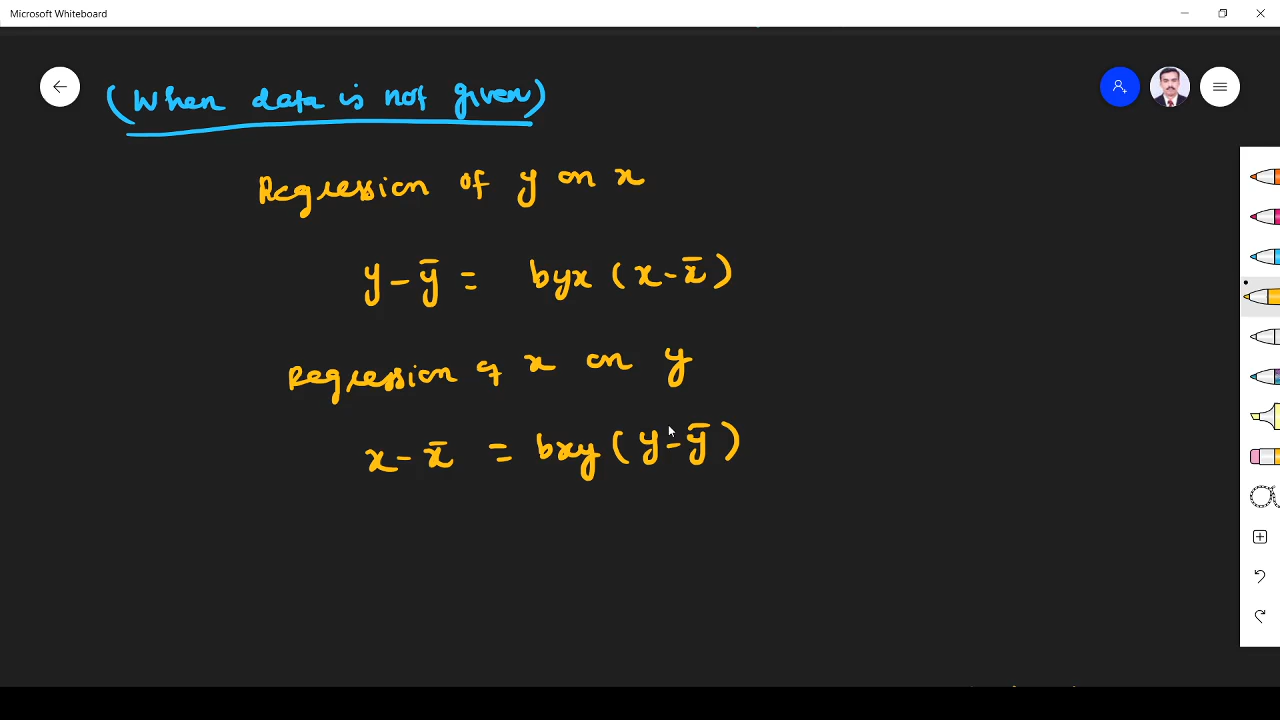 Microsoft Whiteboard
(When data is not given)
Regression of y on x
y - ȳ = byx (x - x̄)
Regression of x on y
x - x̄ = bxy (y - ȳ)